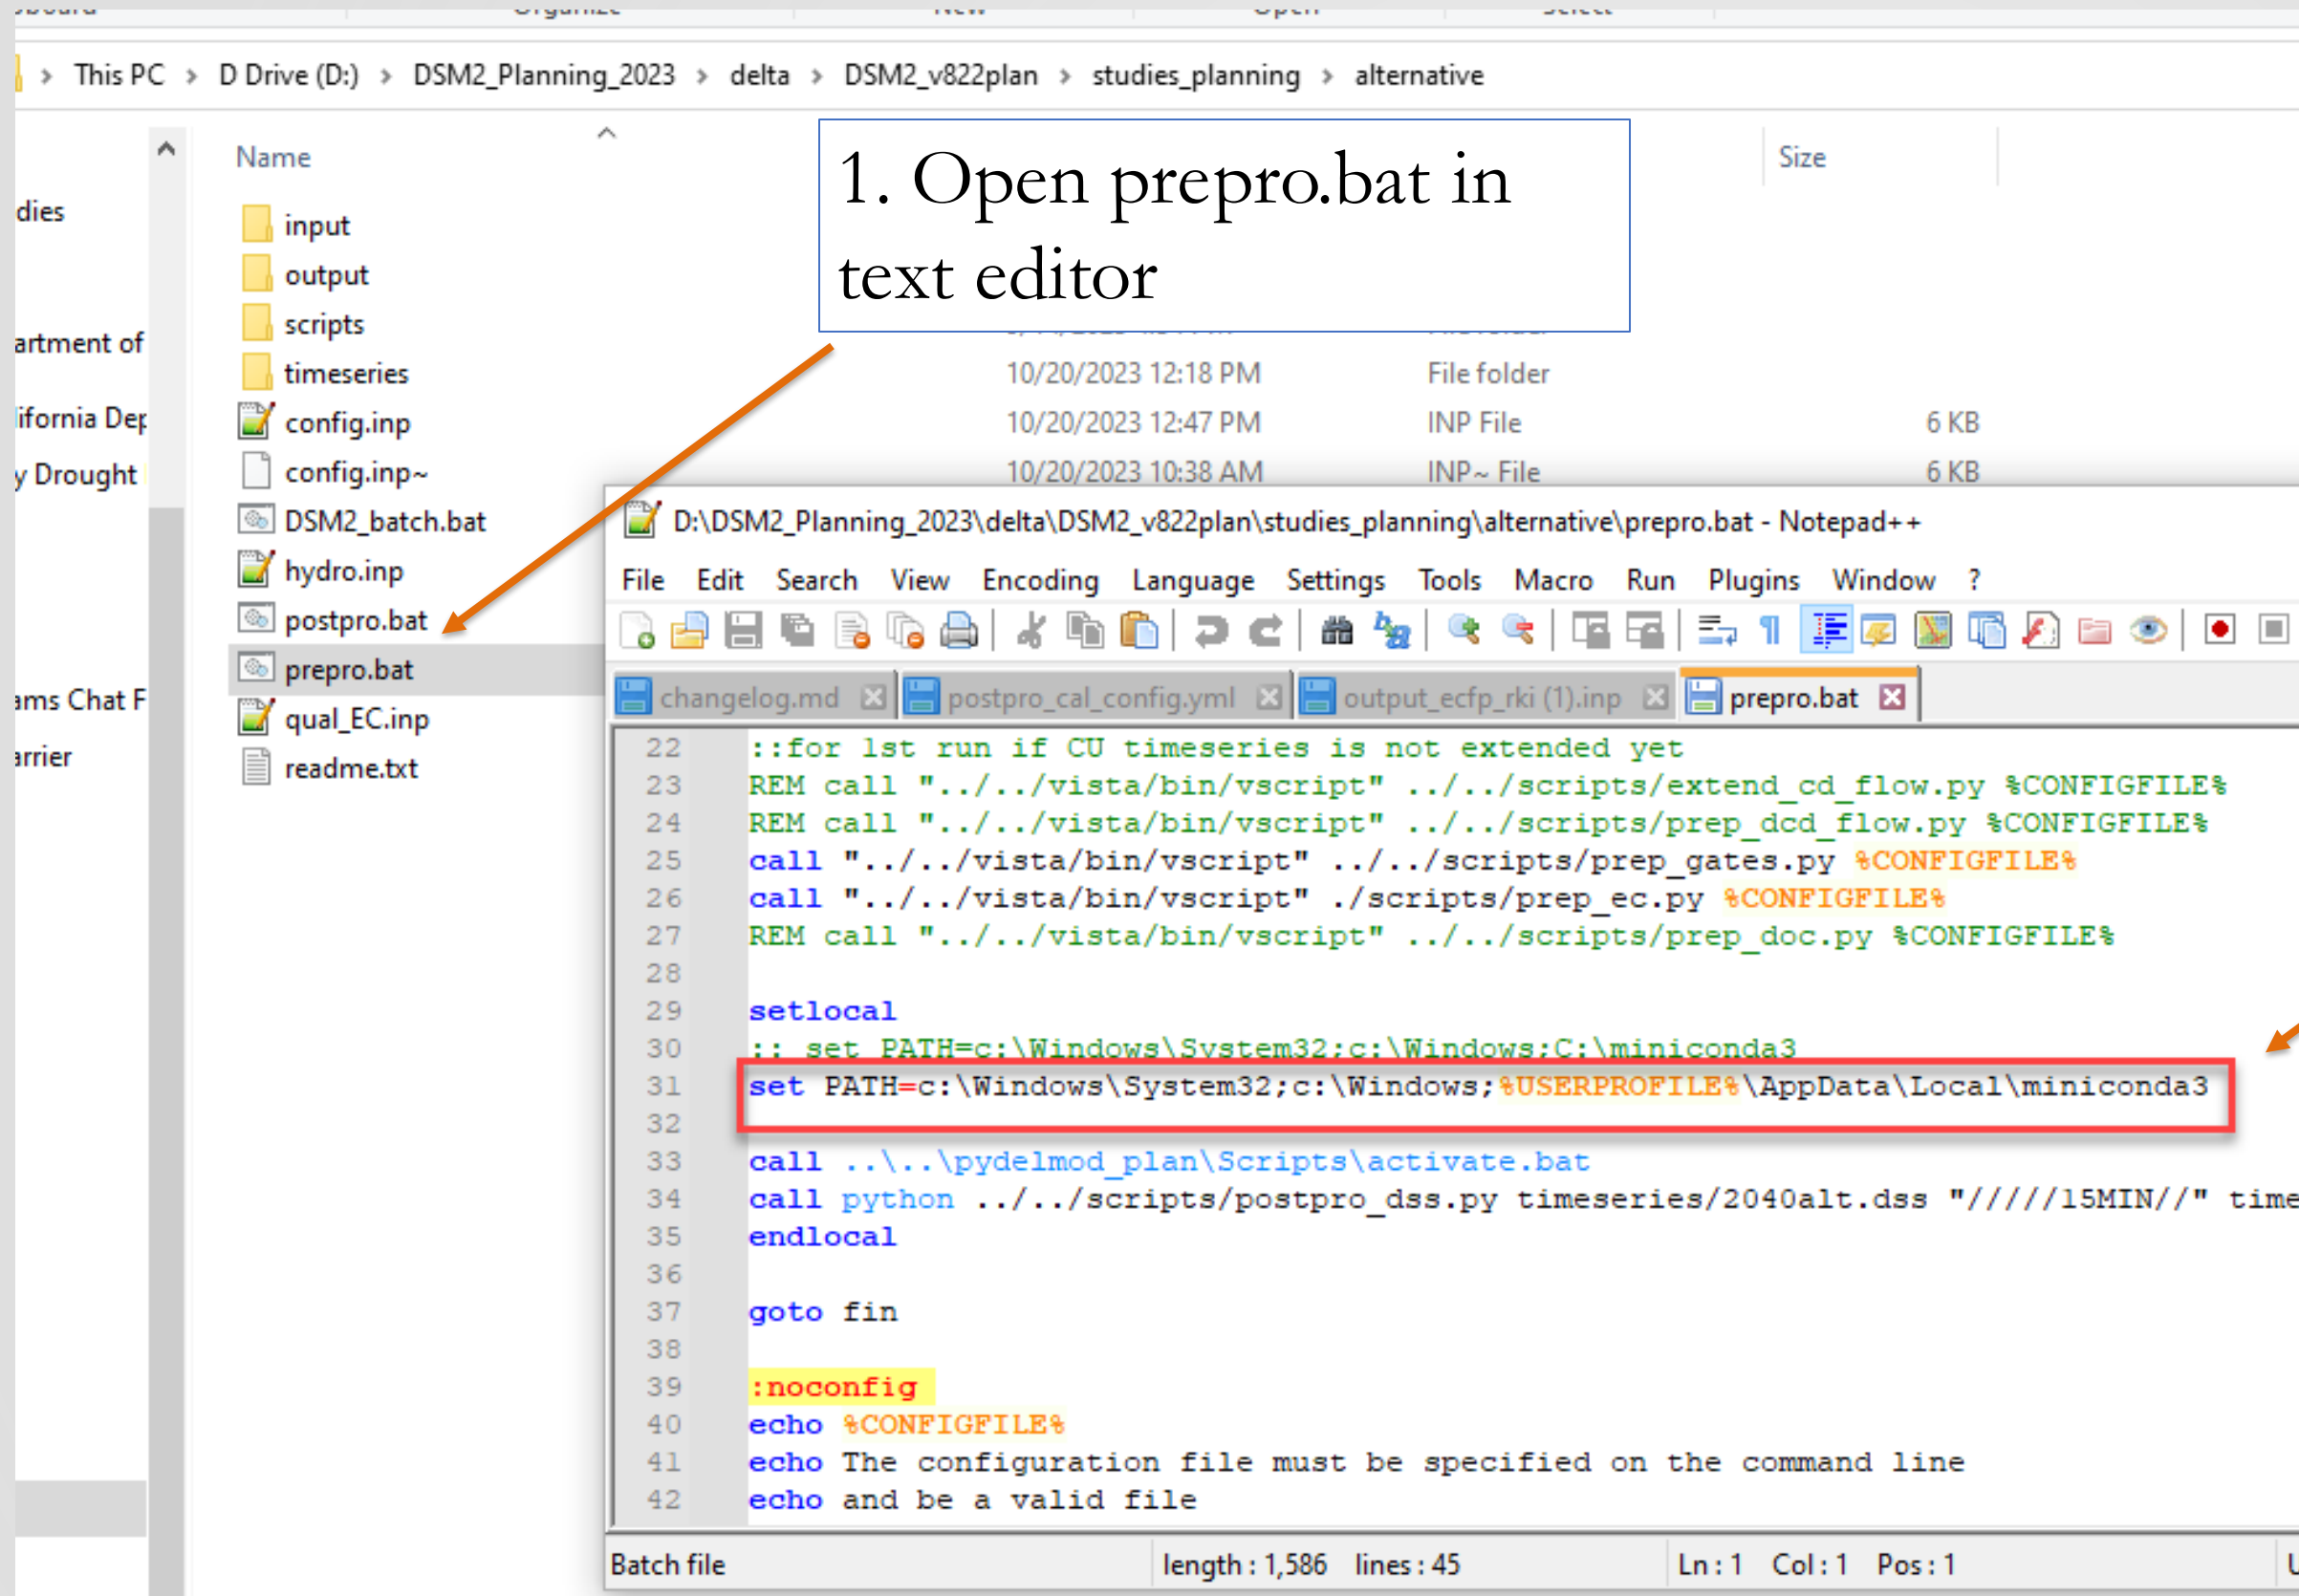 This PC > D Drive (D:) > DSM2_Planning_2023 > delta > DSM2_v822plan > studies_planning > alternative
Name
Size
1. Open prepro.bat in
text editor
dies
artment of
ifornia Dep
y Drought
ams Chat F
arrier
input
output
scripts
timeseries 10/20/2023 12:18 PM File folder
config.inp 10/20/2023 12:47 PM INP File 6 KB
config.inp~ 10/20/2023 10:38 AM INP~ File 6 KB
DSM2_batch.bat
hydro.inp
postpro.bat
prepro.bat
qual_EC.inp
readme.txt
D:\DSM2_Planning_2023\delta\DSM2_v822plan\studies_planning\alternative\prepro.bat - Notepad++
File Edit Search View Encoding Language Settings Tools Macro Run Plugins Window ?
changelog.md postpro_cal_config.yml output_ecfp_rki (1).inp prepro.bat
22 ::for 1st run if CU timeseries is not extended yet
23 REM call "../../vista/bin/vscript" ../../scripts/extend_cd_flow.py %CONFIGFILE%
24 REM call "../../vista/bin/vscript" ../../scripts/prep_dcd_flow.py %CONFIGFILE%
25 call "../../vista/bin/vscript" ../../scripts/prep_gates.py %CONFIGFILE%
26 call "../../vista/bin/vscript" ./scripts/prep_ec.py %CONFIGFILE%
27 REM call "../../vista/bin/vscript" ../../scripts/prep_doc.py %CONFIGFILE%
28
29 setlocal
30 :: set PATH=c:\Windows\System32;c:\Windows;C:\miniconda3
31 set PATH=c:\Windows\System32;c:\Windows;%USERPROFILE%\AppData\Local\miniconda3
32
33 call ..\..\pydelmod_plan\Scripts\activate.bat
34 call python ../../scripts/postpro_dss.py timeseries/2040alt.dss "/////15MIN//" time
35 endlocal
36
37 goto fin
38
39 :noconfig
40 echo %CONFIGFILE%
41 echo The configuration file must be specified on the command line
42 echo and be a valid file
Batch file length : 1,586 lines : 45 Ln : 1 Col : 1 Pos : 1